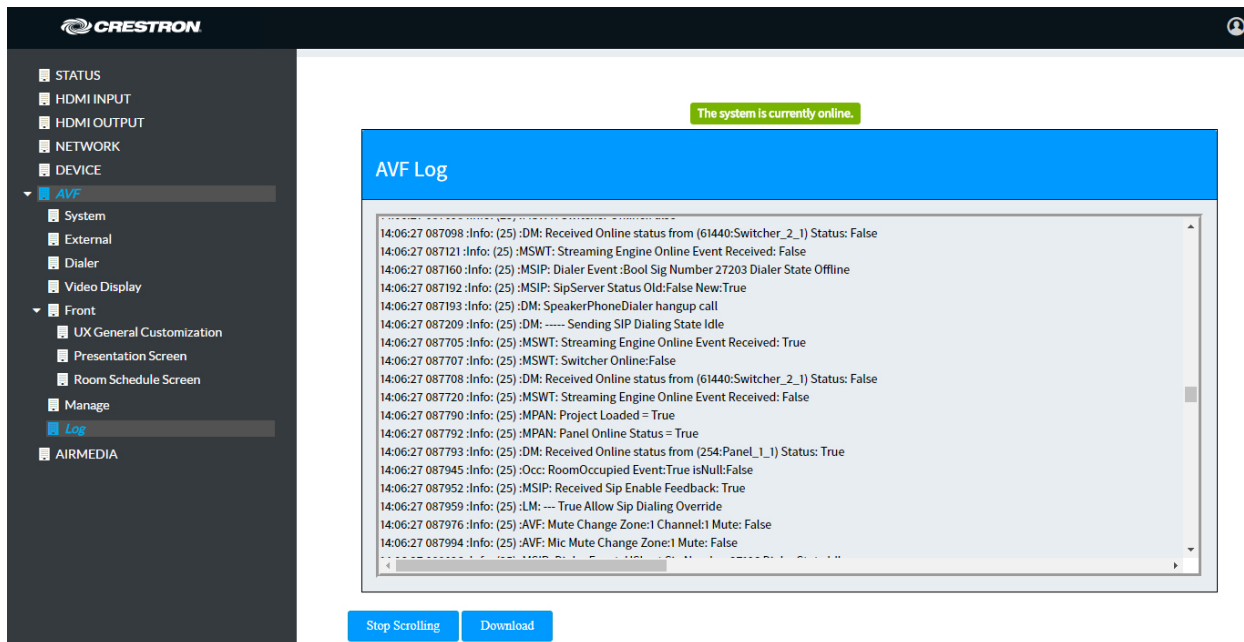 CRESTRON
STATUS
HDMI INPUT
HDMI OUTPUT
NETWORK
DEVICE
AVF
System
External
Dialer
Video Display
Front
UX General Customization
Presentation Screen
Room Schedule Screen
Manage
Log
AIRMEDIA
The system is currently online.
AVF Log
14:06:27 087098 :Info: (25) :DM: Received Online status from (61440:Switcher_2_1) Status: False
14:06:27 087121 :Info: (25) :MSWT: Streaming Engine Online Event Received: False
14:06:27 087160 :Info: (25) :MSIP: Dialer Event :Bool Sig Number 27203 Dialer State Offline
14:06:27 087192 :Info: (25) :MSIP: SipServer Status Old:False New:True
14:06:27 087193 :Info: (25) :DM: SpeakerPhoneDialer hangup call
14:06:27 087209 :Info: (25) :DM: ----- Sending SIP Dialing State Idle
14:06:27 087705 :Info: (25) :MSWT: Streaming Engine Online Event Received: True
14:06:27 087707 :Info: (25) :MSWT: Switcher Online:False
14:06:27 087708 :Info: (25) :DM: Received Online status from (61440:Switcher_2_1) Status: False
14:06:27 087720 :Info: (25) :MSWT: Streaming Engine Online Event Received: False
14:06:27 087790 :Info: (25) :MPAN: Project Loaded = True
14:06:27 087792 :Info: (25) :MPAN: Panel Online Status = True
14:06:27 087793 :Info: (25) :DM: Received Online status from (254:Panel_1_1) Status: True
14:06:27 087945 :Info: (25) :Occ: RoomOccupied Event:True isNull:False
14:06:27 087952 :Info: (25) :MSIP: Received Sip Enable Feedback: True
14:06:27 087959 :Info: (25) :LM: --- True Allow Sip Dialing Override
14:06:27 087976 :Info: (25) :AVF: Mute Change Zone:1 Channel:1 Mute: False
14:06:27 087994 :Info: (25) :AVF: Mic Mute Change Zone:1 Mute: False
Stop Scrolling
Download